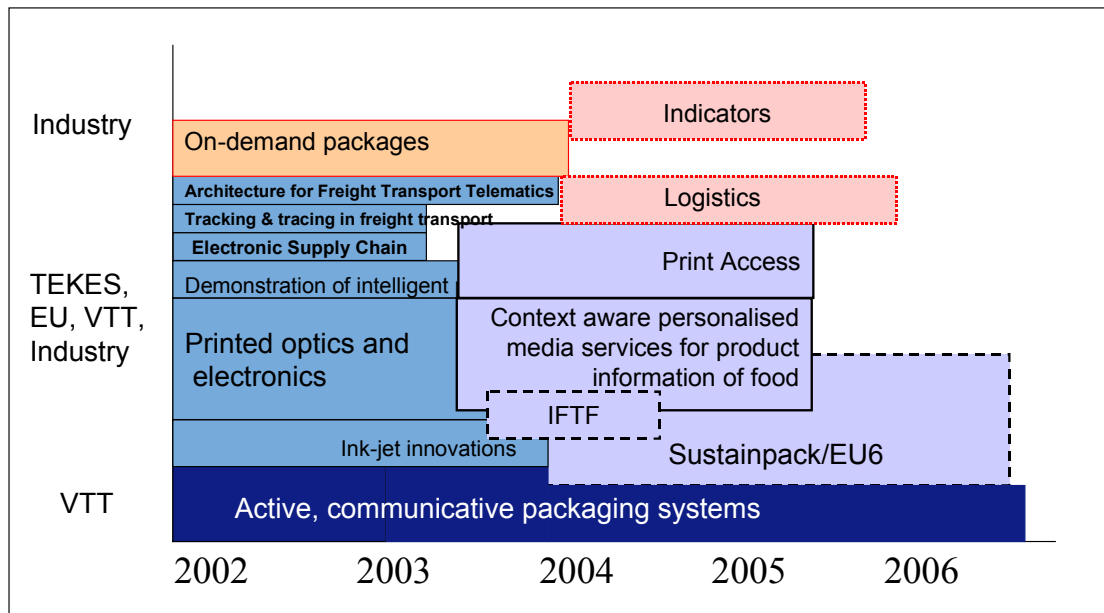 Industry
Indicators
On-demand packages
Architecture for Freight Transport Telematics
Logistics
Tracking & tracing in freight transport
Electronic Supply Chain
Print Access
TEKES,
EU, VTT,
Industry
Demonstration of intelligent
Printed optics and
electronics
Context aware personalised
media services for product
information of food
IFTF
Ink-jet innovations
Sustainpack/EU6
VTT
Active, communicative packaging systems
2002 2003 2004 2005 2006